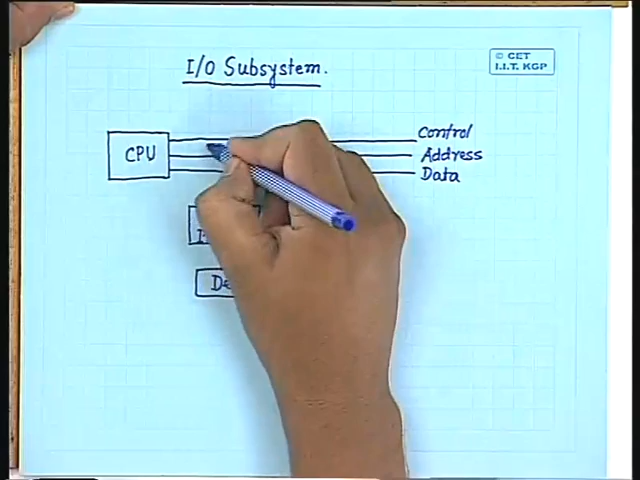 I/O Subsystem.
© CET
I.I.T. KGP
CPU
Control
Address
Data